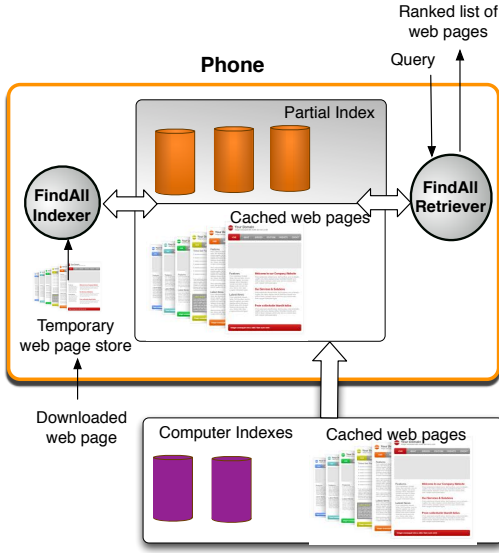 Ranked list of
web pages
Query
Phone
Partial Index
FindAll
Indexer
FindAll
Retriever
Cached web pages
Temporary
web page store
Downloaded
web page
Computer Indexes
Cached web pages